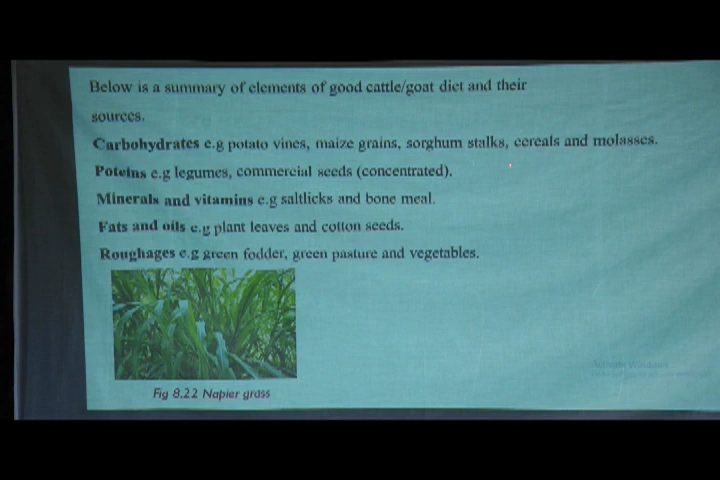 Below is a summary of elements of good cattle/goat diet and their
sources.
Carbohydrates e.g potato vines, maize grains, sorghum stalks, cereals and molasses.
Poteins e.g legumes, commercial seeds (concentrated).
Minerals and vitamins e.g saltlicks and bone meal.
Fats and oils e.g plant leaves and cotton seeds.
Roughages e.g green fodder, green pasture and vegetables.
Fig 8.22 Napier grass
Activate Windows